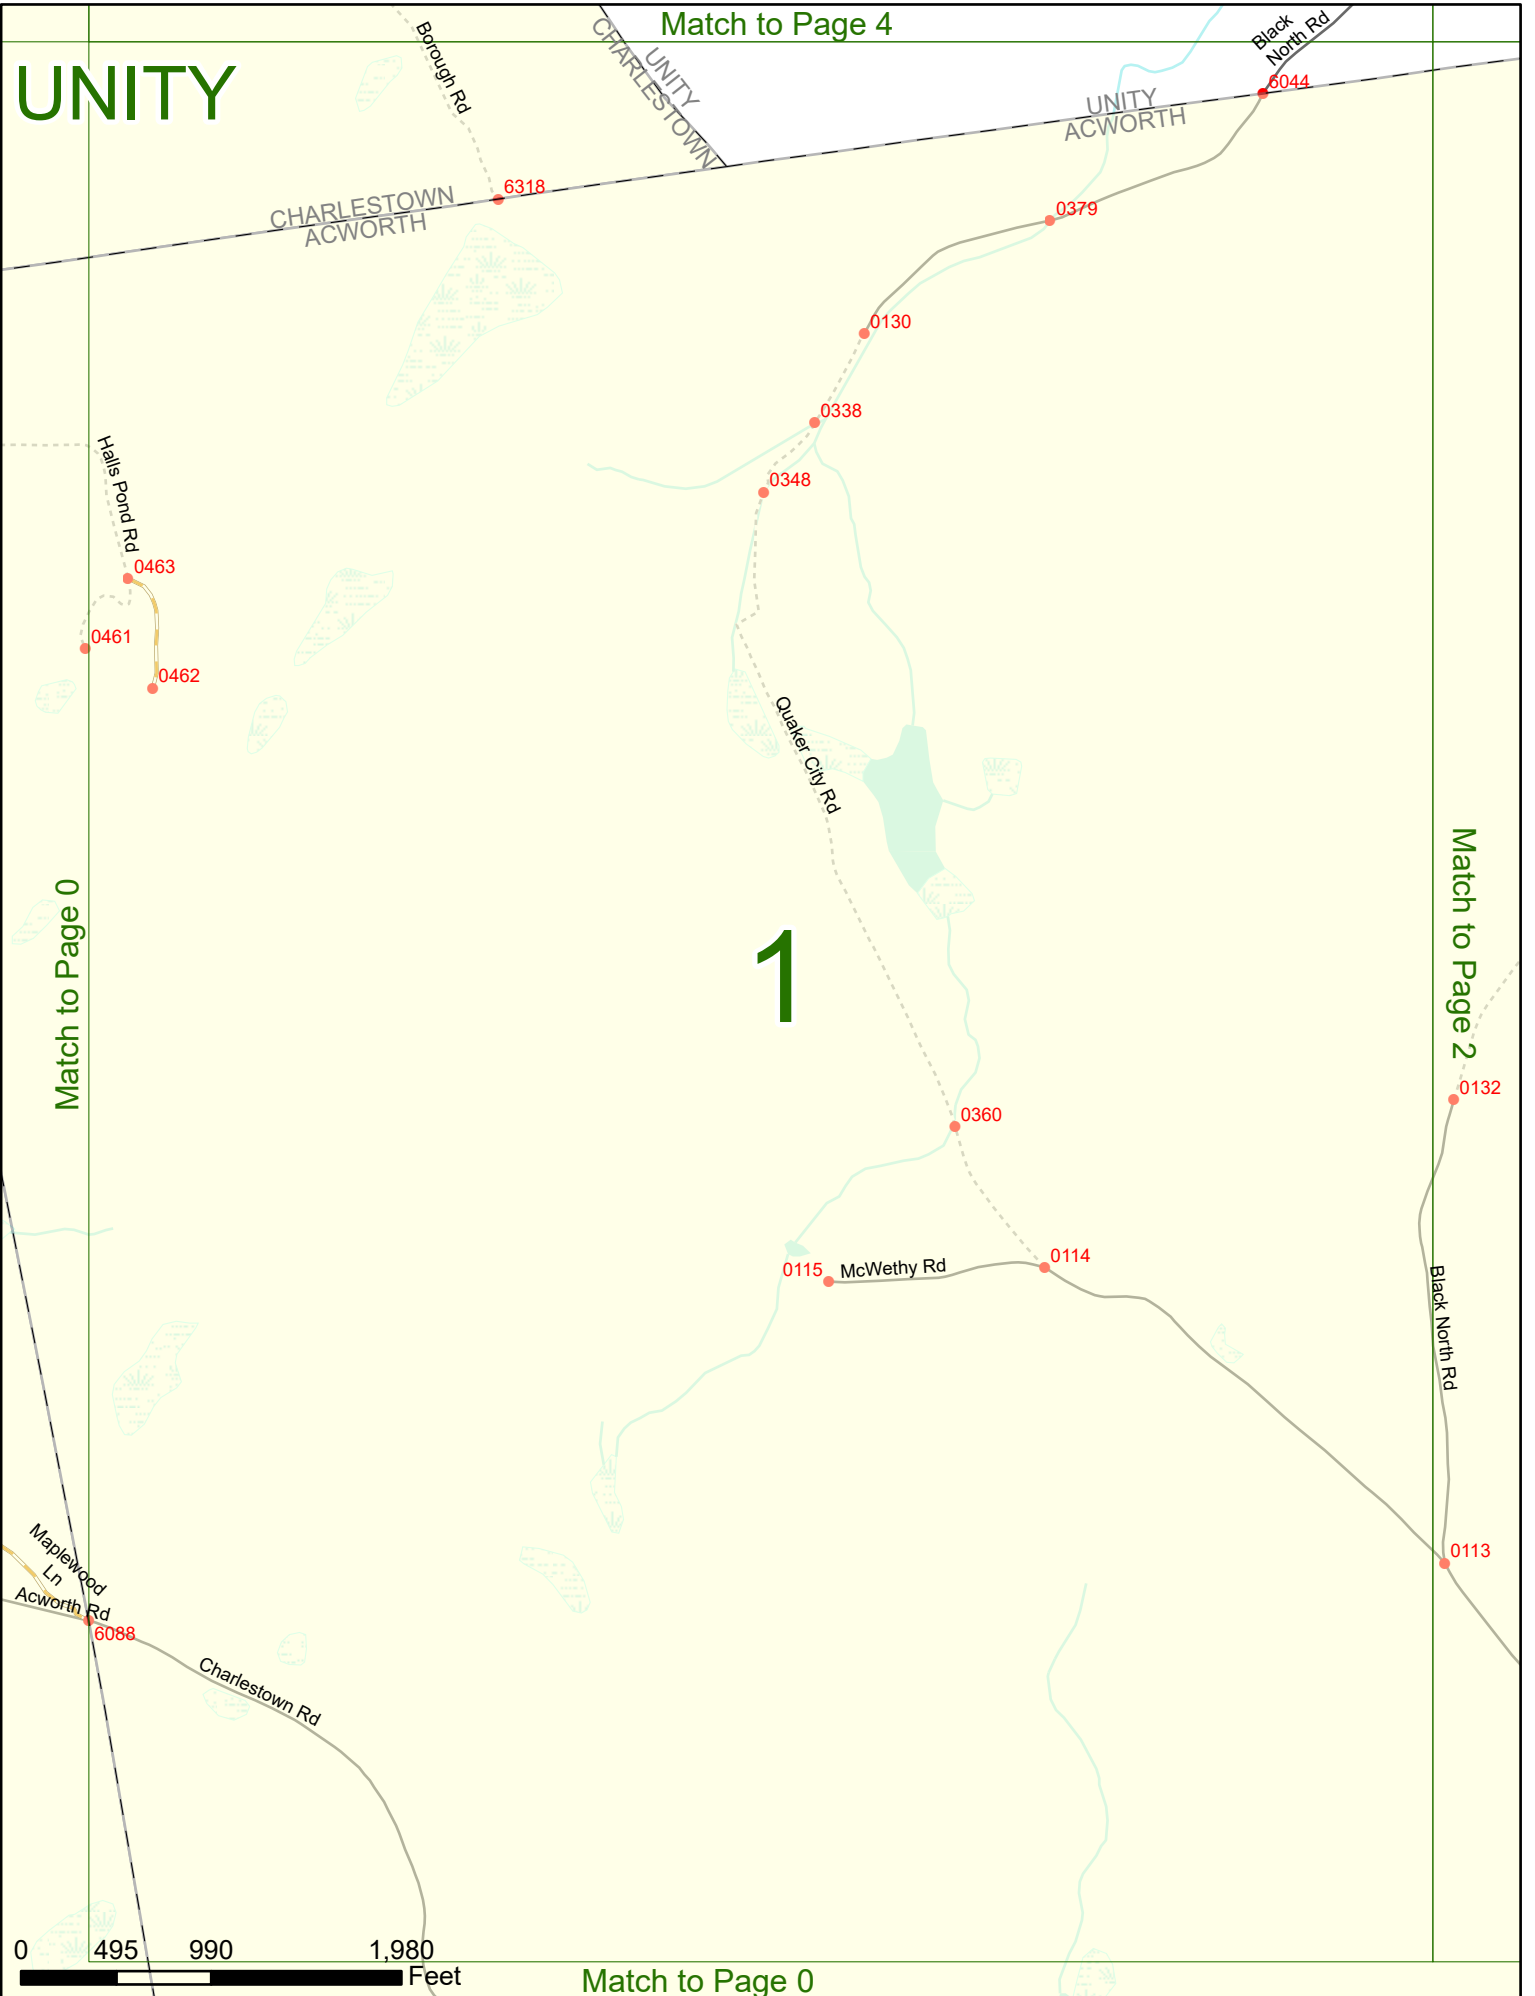 Match to Page 4
UNITY
Borough Rd
UNITY
CHARLESTOWN
Black
North Rd
6044
UNITY
ACWORTH
6318
CHARLESTOWN
ACWORTH
0379
0130
0338
Halls Pond Rd
0348
0463
0461
0462
Quaker City Rd
Match to Page 0
Match to Page 2
1
0132
0360
0114
0115
McWethy Rd
Black North Rd
0113
Maplewood
Ln
Acworth Rd
6088
Charlestown Rd
0 495 990 1,980
Feet
Match to Page 0